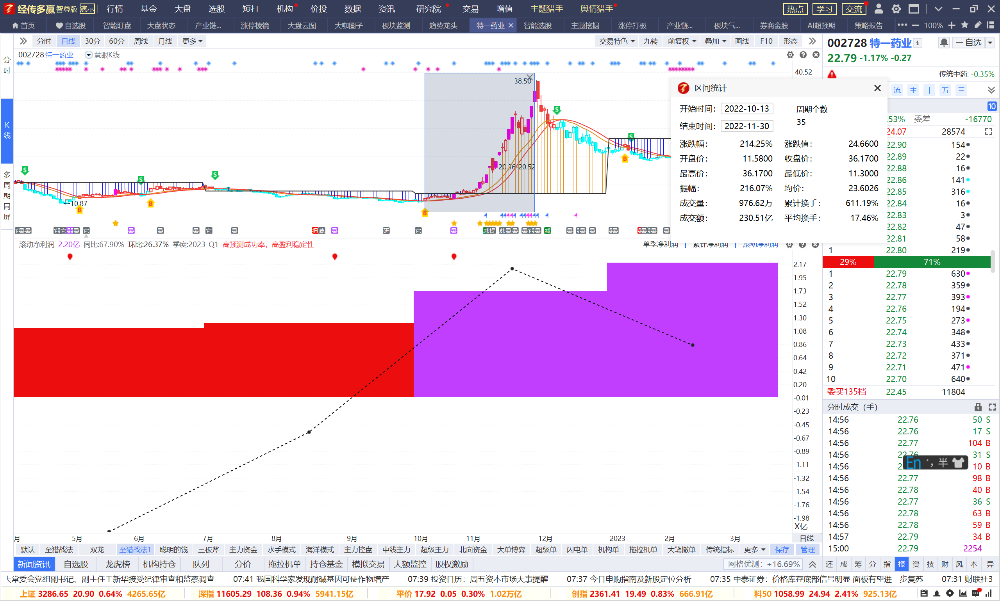 经传多赢 智尊版 演示 行情 基金 大盘 选股 短打 机构 价投 数据 资讯 研究院 交易 增值 主题猎手 舆情猎手 热点 学习 交流
首页 自选股 智能盯盘 大盘状态 产业链... 涨停棱镜 大盘云图 大咖圈子 板块监测 趋势龙头 特一药业 智能选股 主题挖掘 涨停打板 产业链... 板块气... 券商金股 AI超预期 策略报告 100%
分时 日线 30分 60分 周线 月线 更多 交易特色 九转 前复权 叠加 画线 F10 形态
002728 特一药业 慧眼K线
分时
K线
多周期同屏
40.52
38.50
20.36-20.52
10.87
002728 特一药业 自选
22.79 -1.17% -0.27
传统中药: -0.35%
流 主 十 五 三
10
区间统计
开始时间: 2022-10-13 周期个数
结束时间: 2022-11-30 35
涨跌幅: 214.25% 涨跌值: 24.6600
开盘价: 11.5800 收盘价: 36.1700
最高价: 36.1700 最低价: 11.3000
振幅: 216.07% 均价: 23.6026
成交量: 976.62万 累计换手: 611.19%
成交额: 230.51亿 平均换手: 17.46%
.53% 委差 -16770
24.07 28574
22.90 154
22.89 22
22.88 16
22.86 141
22.85 316
22.84 16
22.83 3
22.82 47
22.81 58
1 22.80 219
29% 71%
1 22.79 630
2 22.78 359
3 22.77 393
4 22.76 194
5 22.75 273
6 22.74 348
7 22.73 433
8 22.72 371
9 22.71 471
10 22.70 640
委买135档 22.45 11804
滚动净利润 2.20亿 同比:67.90% 环比:26.37% 季度:2023-Q1 高预测成功率，高盈利稳定性 单季净利润 累计净利润 滚动净利润
2.17
1.95
1.73
1.52
1.30
1.08
0.86
0.64
0.42
0.20
-0.01
-0.23
-0.45
-0.67
-0.89
-1.11
-1.32
-1.54
-1.76
-1.98
X亿
分时成交（手）
14:56 22.76 50 S
14:56 22.76 17 S
14:56 22.77 104 B
14:56 22.76 31 S
14:56 10 B
En 半
14:56 22.77 98 B
14:56 22.78 40 B
14:56 22.77 36 S
14:56 22.78 63 B
14:56 22.78 59 B
14:57 22.79 34 B
15:00 22.79 2254
月 5月 6月 7月 8月 9月 10月 11月 12月 2023 2月 3月 日线
默认 至猎战法 双龙 至猎战法1 聪明的钱 三板斧 主力资金 水手模式 海洋模式 主力控盘 中线主力 超级主力 北向资金 大单博弈 超级单 闪电单 机构单 拖拉机单 大笔撤单 传统指标 更多 保存 管理
新闻资讯 自选股 龙虎榜 机构持仓 队列 分价 拖拉机单 持仓基金 模拟交易 大额监控 股权激励 网格优测: +16.69% 还 成 筹 分 指 报 资 技 财 风 本 异
大常委会党组副书记、副主任王新华接受纪律审查和监察调查 07:41 我国科学家发现耐碱基因可使作物增产 07:39 投资日历：周五资本市场大事提醒 07:37 今日申购指南及新股定位分析 07:35 中泰证券：价格库存底部信号明显 面板有望进一步复苏 07:31 财联社3
上证 3286.65 20.90 0.64% 4265.65亿 深指 11605.29 108.36 0.94% 5941.15亿 平价 17.92 0.05 0.30% 1.02万亿 创指 2361.41 19.49 0.83% 666.91亿 科50 1058.99 24.94 2.41% 925.13亿